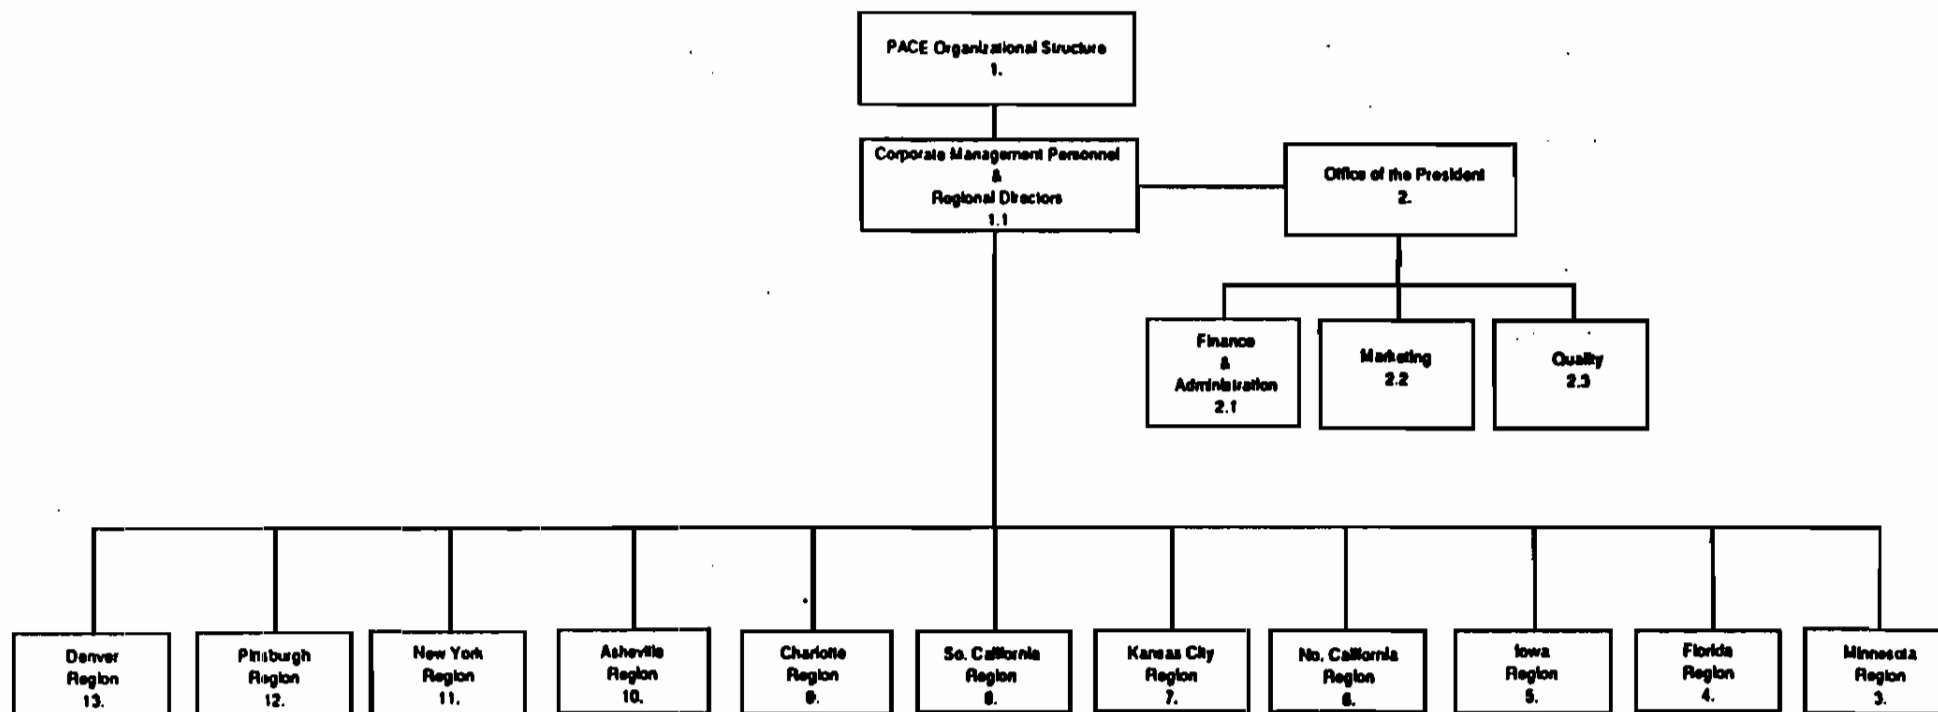 PACE Organizational Structure
1.
Corporate Management Personnel
&
Regional Directors
1.1
Office of the President
2.
Finance
&
Administration
2.1
Marketing
2.2
Quality
2.3
Denver
Region
13.
Pittsburgh
Region
12.
New York
Region
11.
Asheville
Region
10.
Charlotte
Region
9.
So. California
Region
8.
Kansas City
Region
7.
No. California
Region
6.
Iowa
Region
5.
Florida
Region
4.
Minnesota
Region
3.